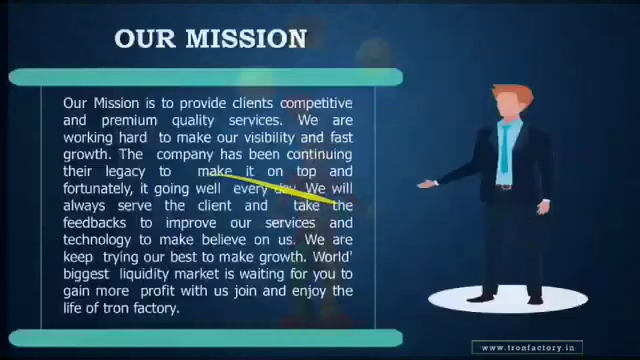 OUR MISSION
Our Mission is to provide clients competitive
and premium quality services. We are
working hard to make our visibility and fast
growth. The company has been continuing
their legacy to make it on top and
fortunately, it going well every day. We will
always serve the client and take the
feedbacks to improve our services and
technology to make believe on us. We are
keep trying our best to make growth. World'
biggest liquidity market is waiting for you to
gain more profit with us join and enjoy the
life of tron factory.
www.tronfactory.in